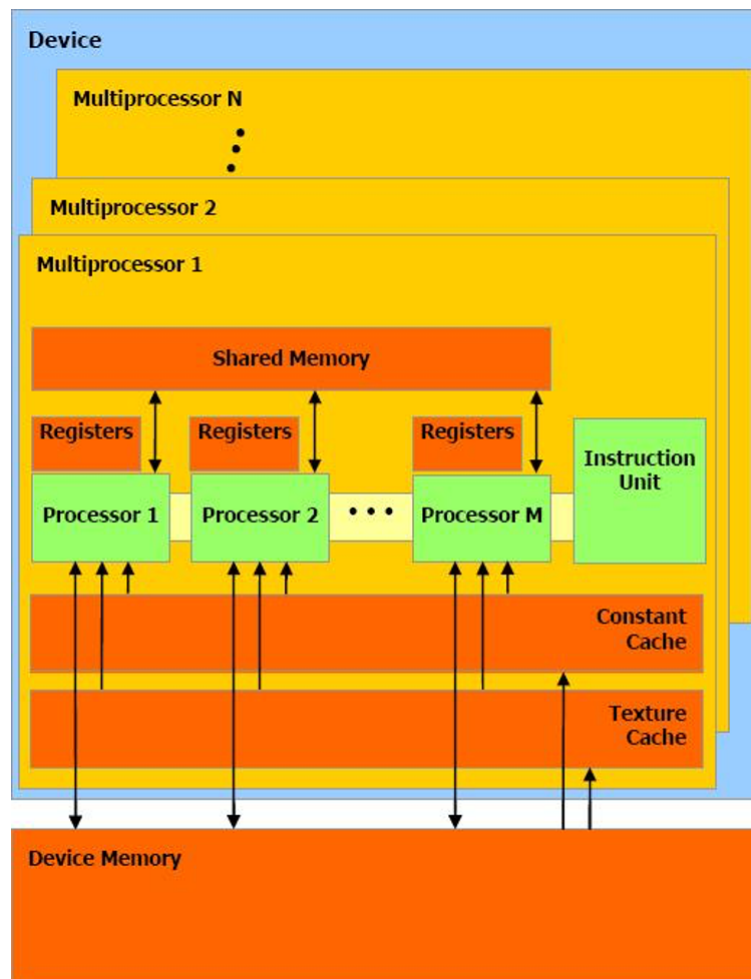 Device
Multiprocessor N
Multiprocessor 2
Multiprocessor 1
Shared Memory
Registers
Registers
Registers
Instruction
Unit
Processor 1
Processor 2
Processor M
Constant
Cache
Texture
Cache
Device Memory